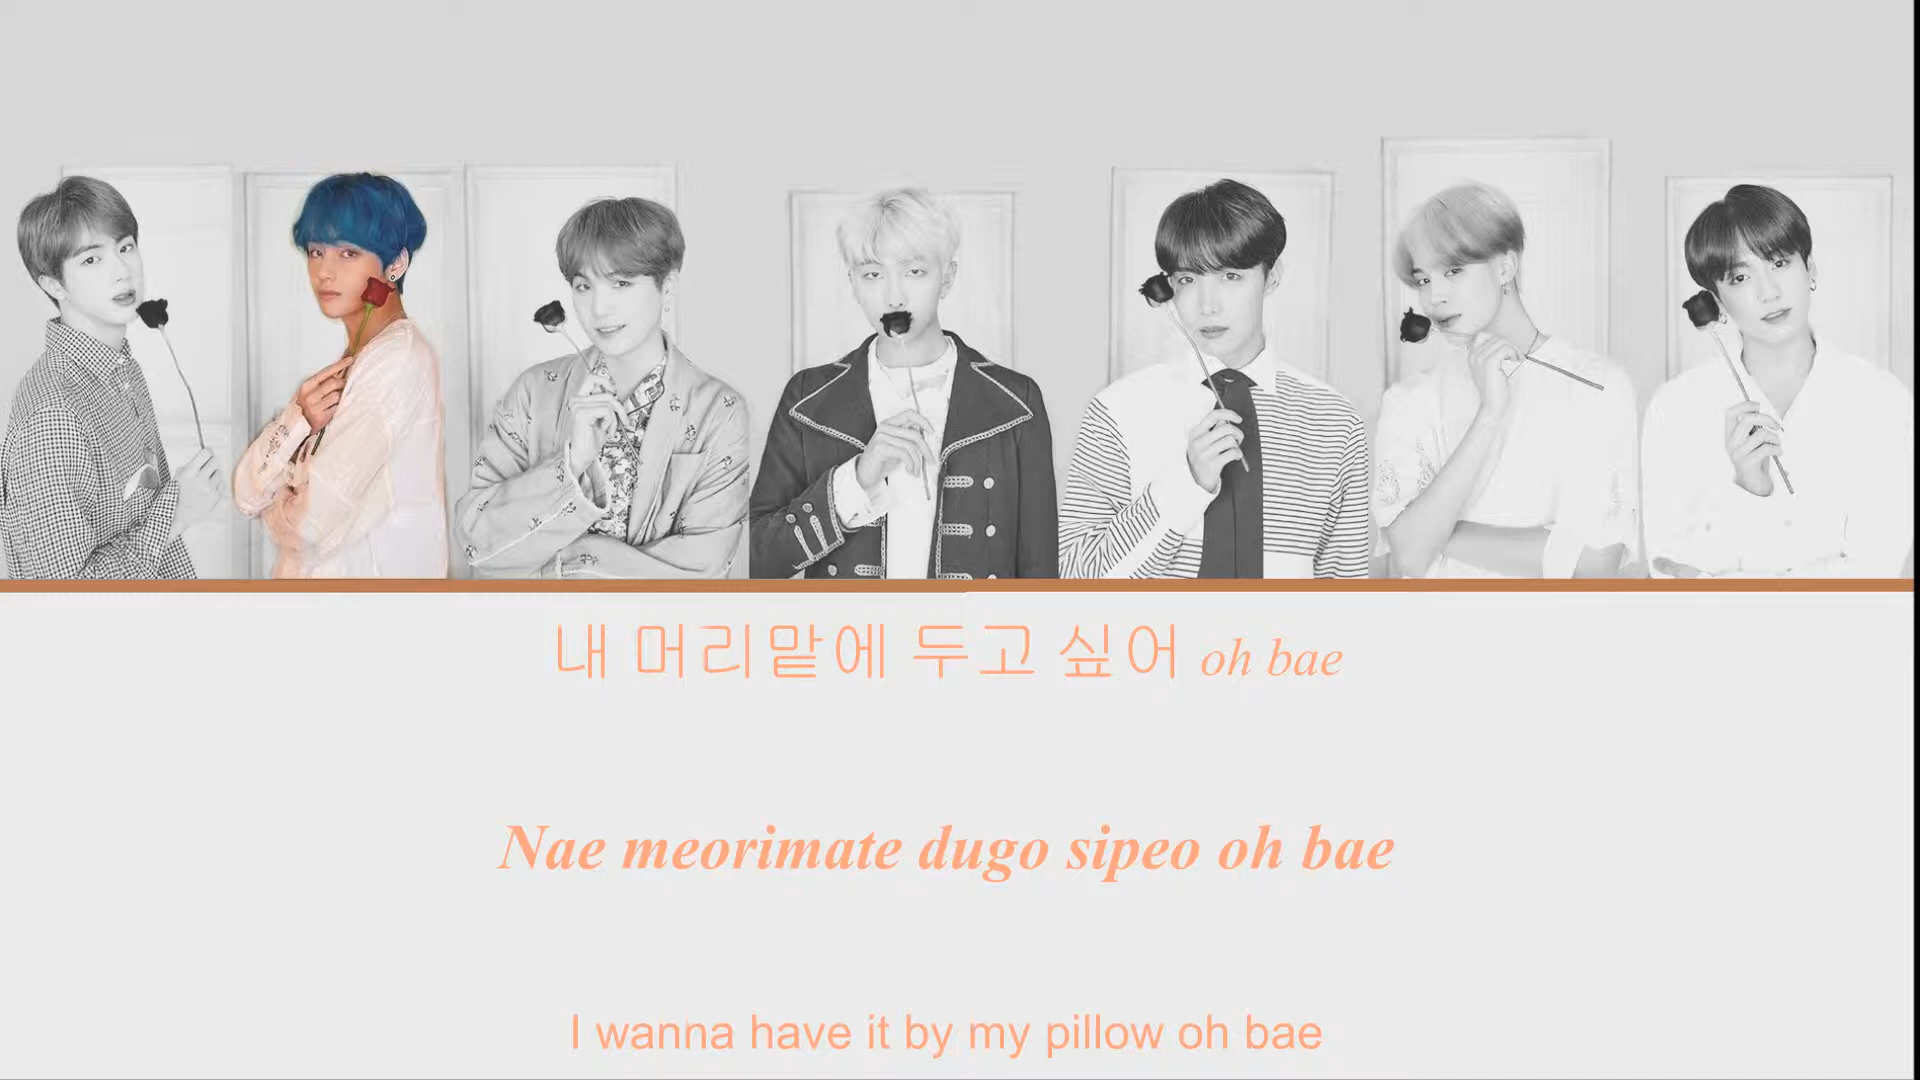 내 머리맡에 두고 싶어 oh bae
Nae meorimate dugo sipeo oh bae
I wanna have it by my pillow oh bae